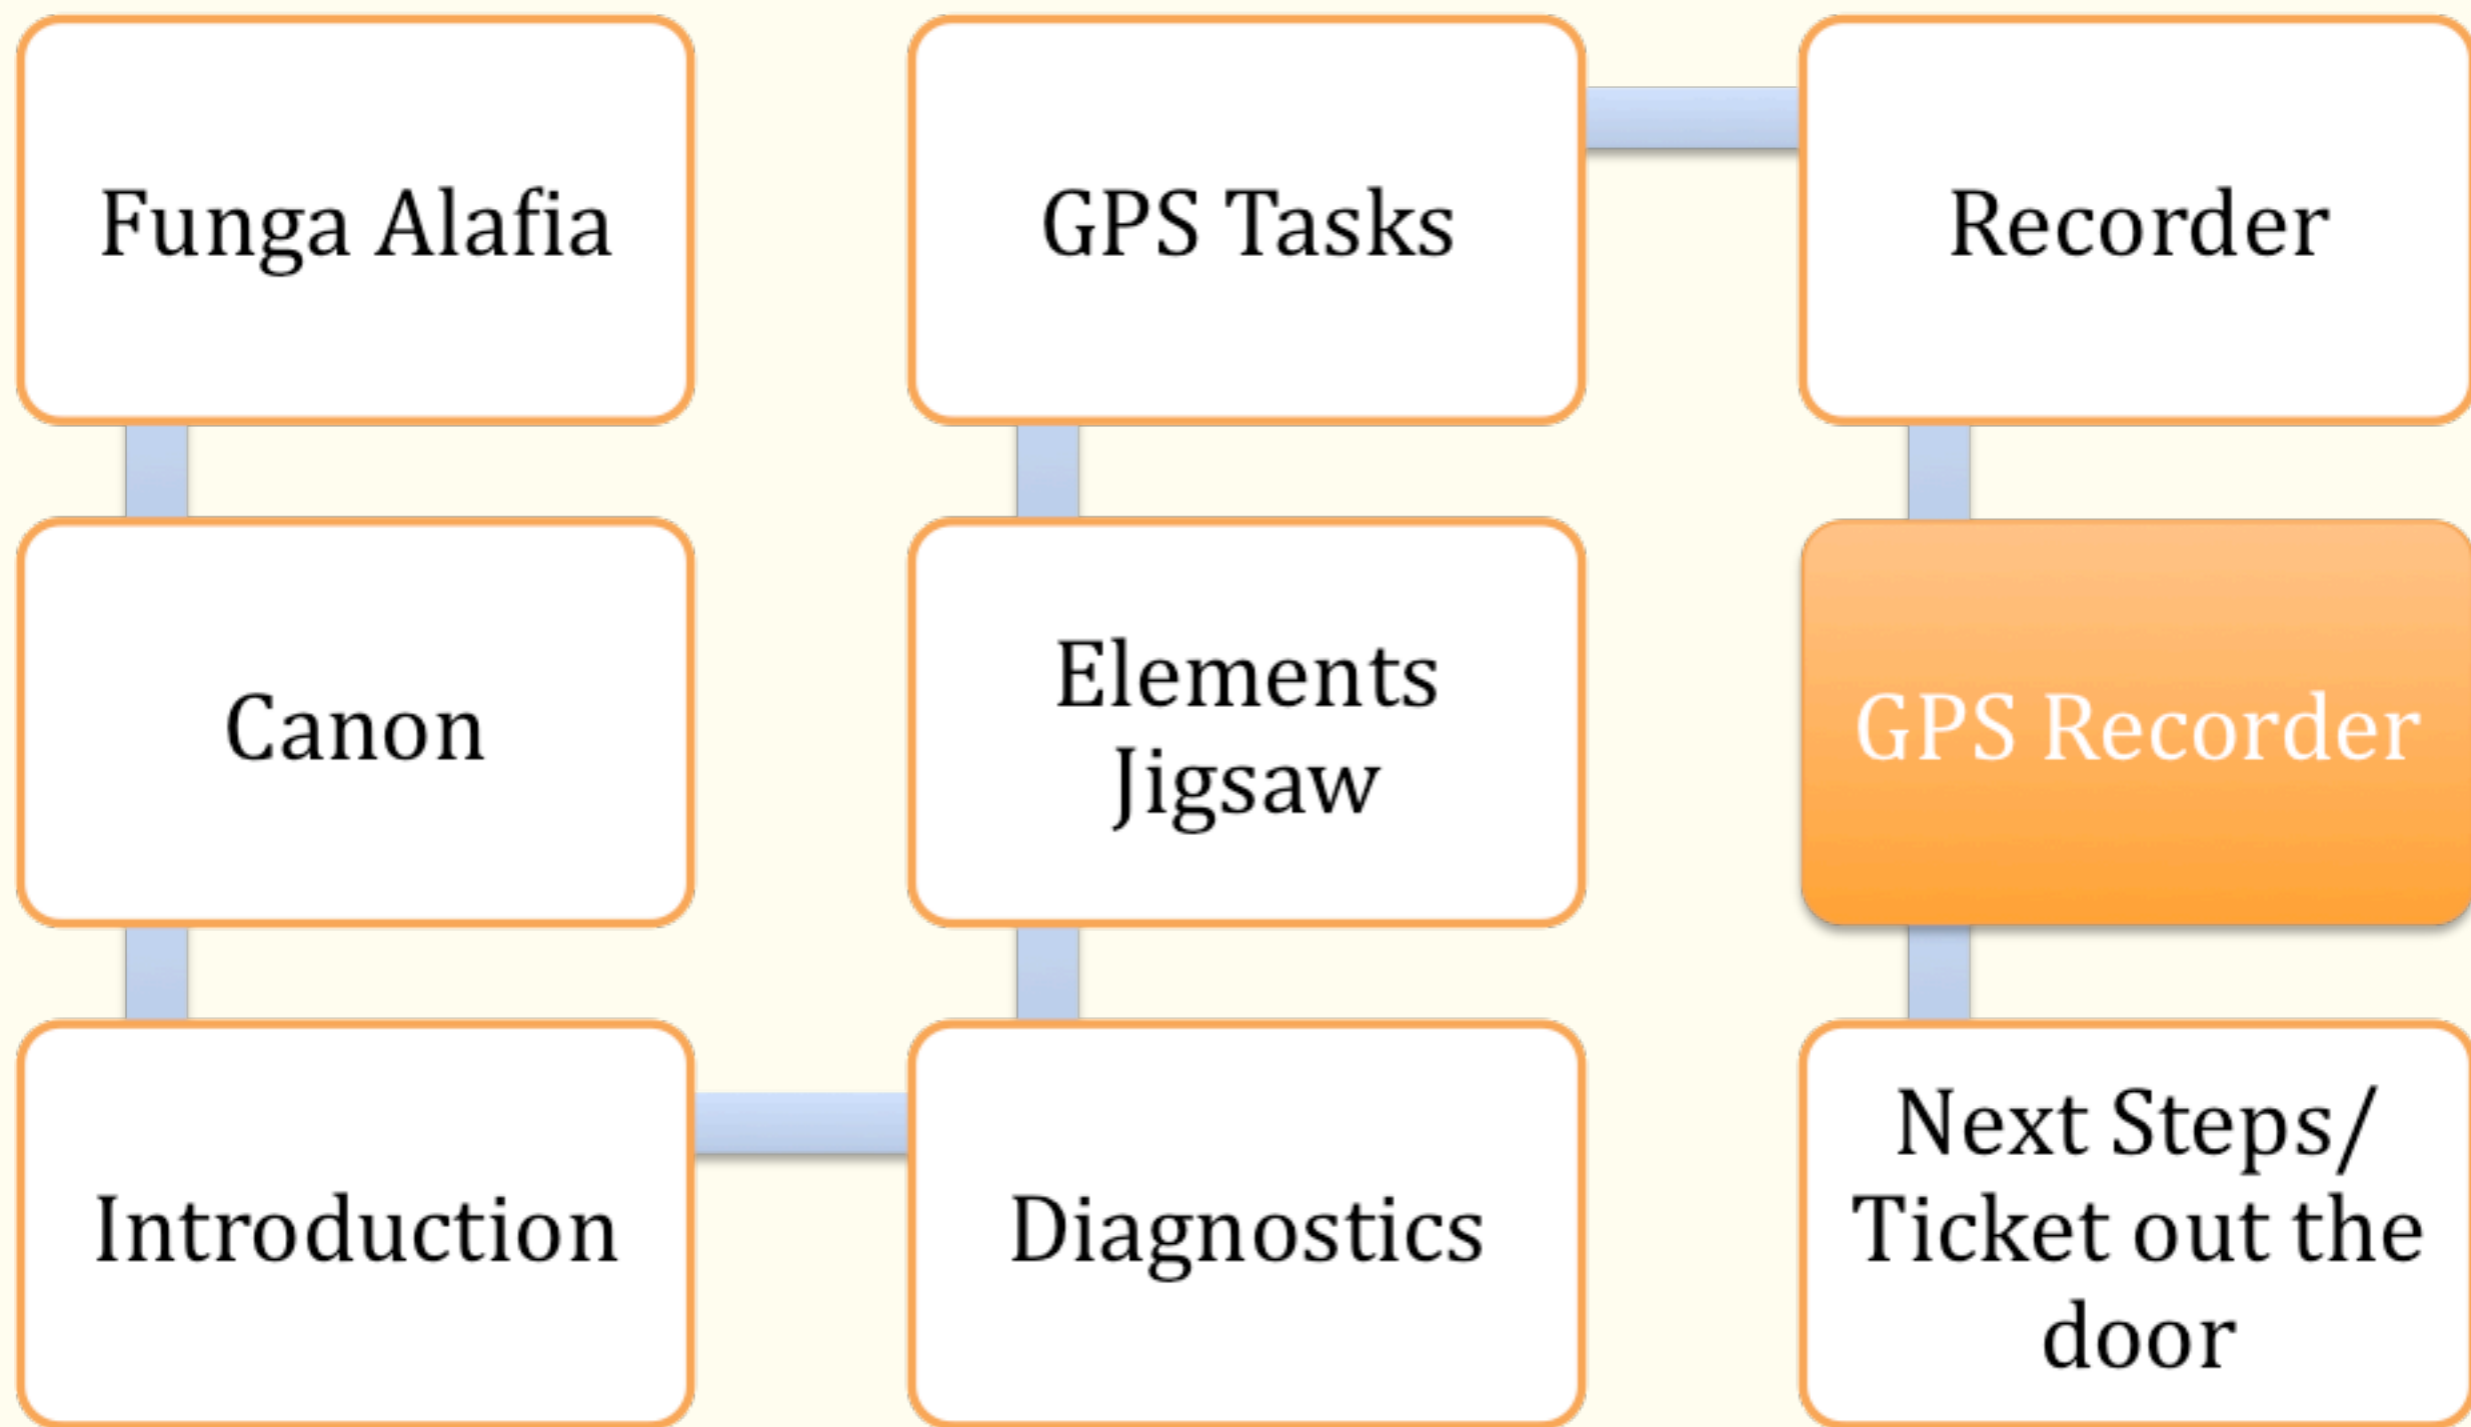 Funga Alafia
Canon
Introduction
Diagnostics
Elements
Jigsaw
GPS Tasks
Recorder
GPS Recorder
Next Steps/
Ticket out the
door